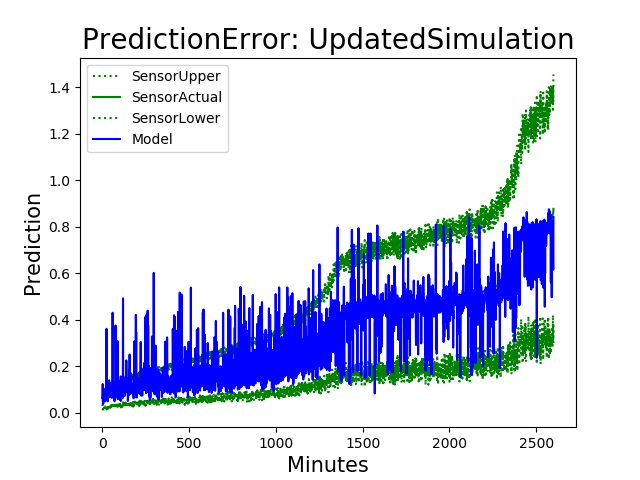 PredictionError: UpdatedSimulation
SensorUpper
SensorActual
SensorLower
Model
Prediction
1.4
1.2
1.0
0.8
0.6
0.4
0.2
0.0
0 500 1000 1500 2000 2500
Minutes